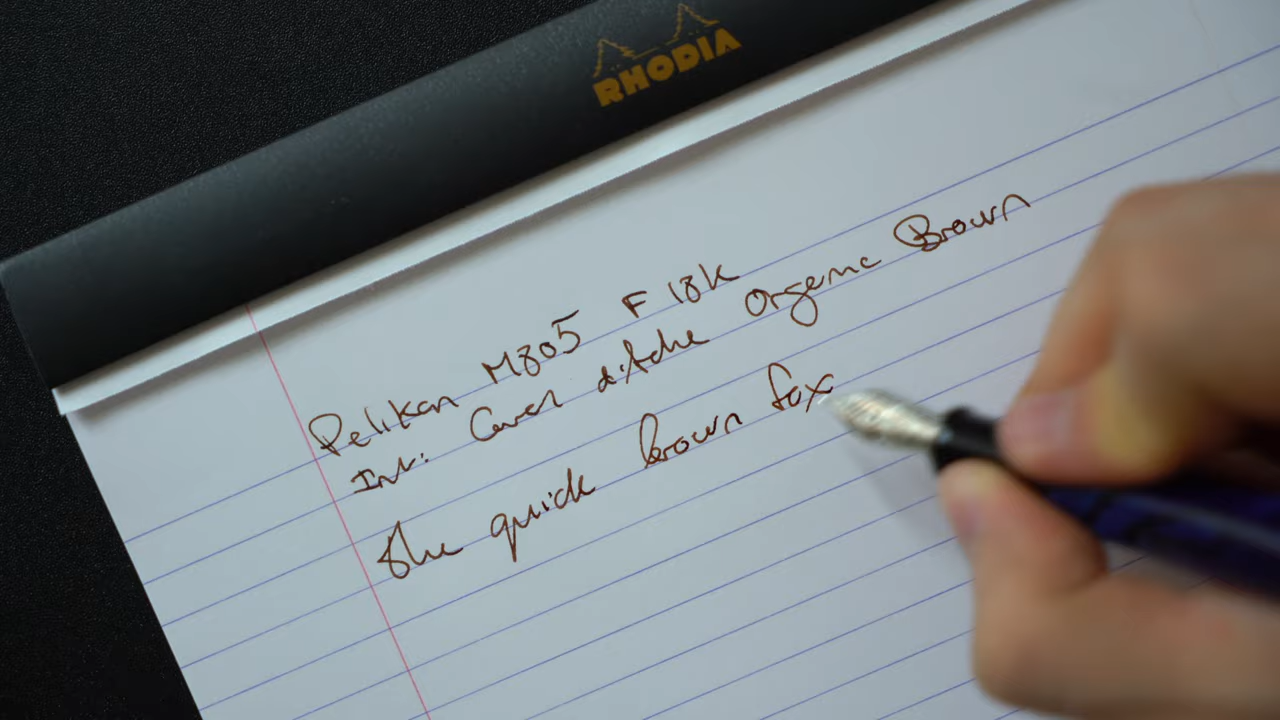 RHODIA
Pelikan M805 F 18k
Ink: Caran d'Ache Organic Brown
The quick brown fox